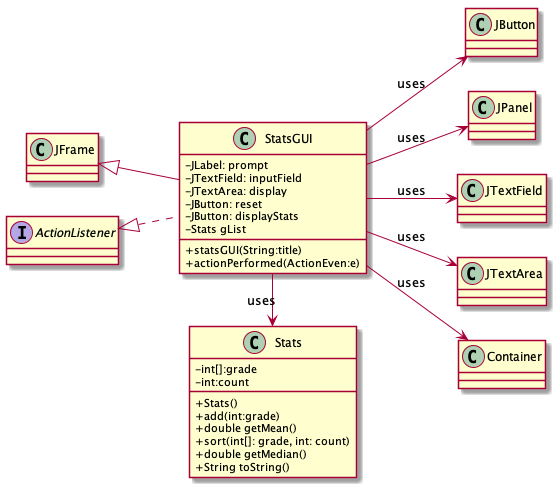 C JButton
uses
C JPanel
uses
C StatsGUI
–JLabel: prompt
–JTextField: inputField
–JTextArea: display
–JButton: reset
–JButton: displayStats
–Stats gList
+statsGUI(String:title)
+actionPerformed(ActionEven:e)
C JFrame
I ActionListener
uses
C JTextField
uses
C JTextArea
uses
C Container
uses
C Stats
–int[]:grade
–int:count
+Stats()
+add(int:grade)
+double getMean()
+sort(int[]: grade, int: count)
+double getMedian()
+String toString()